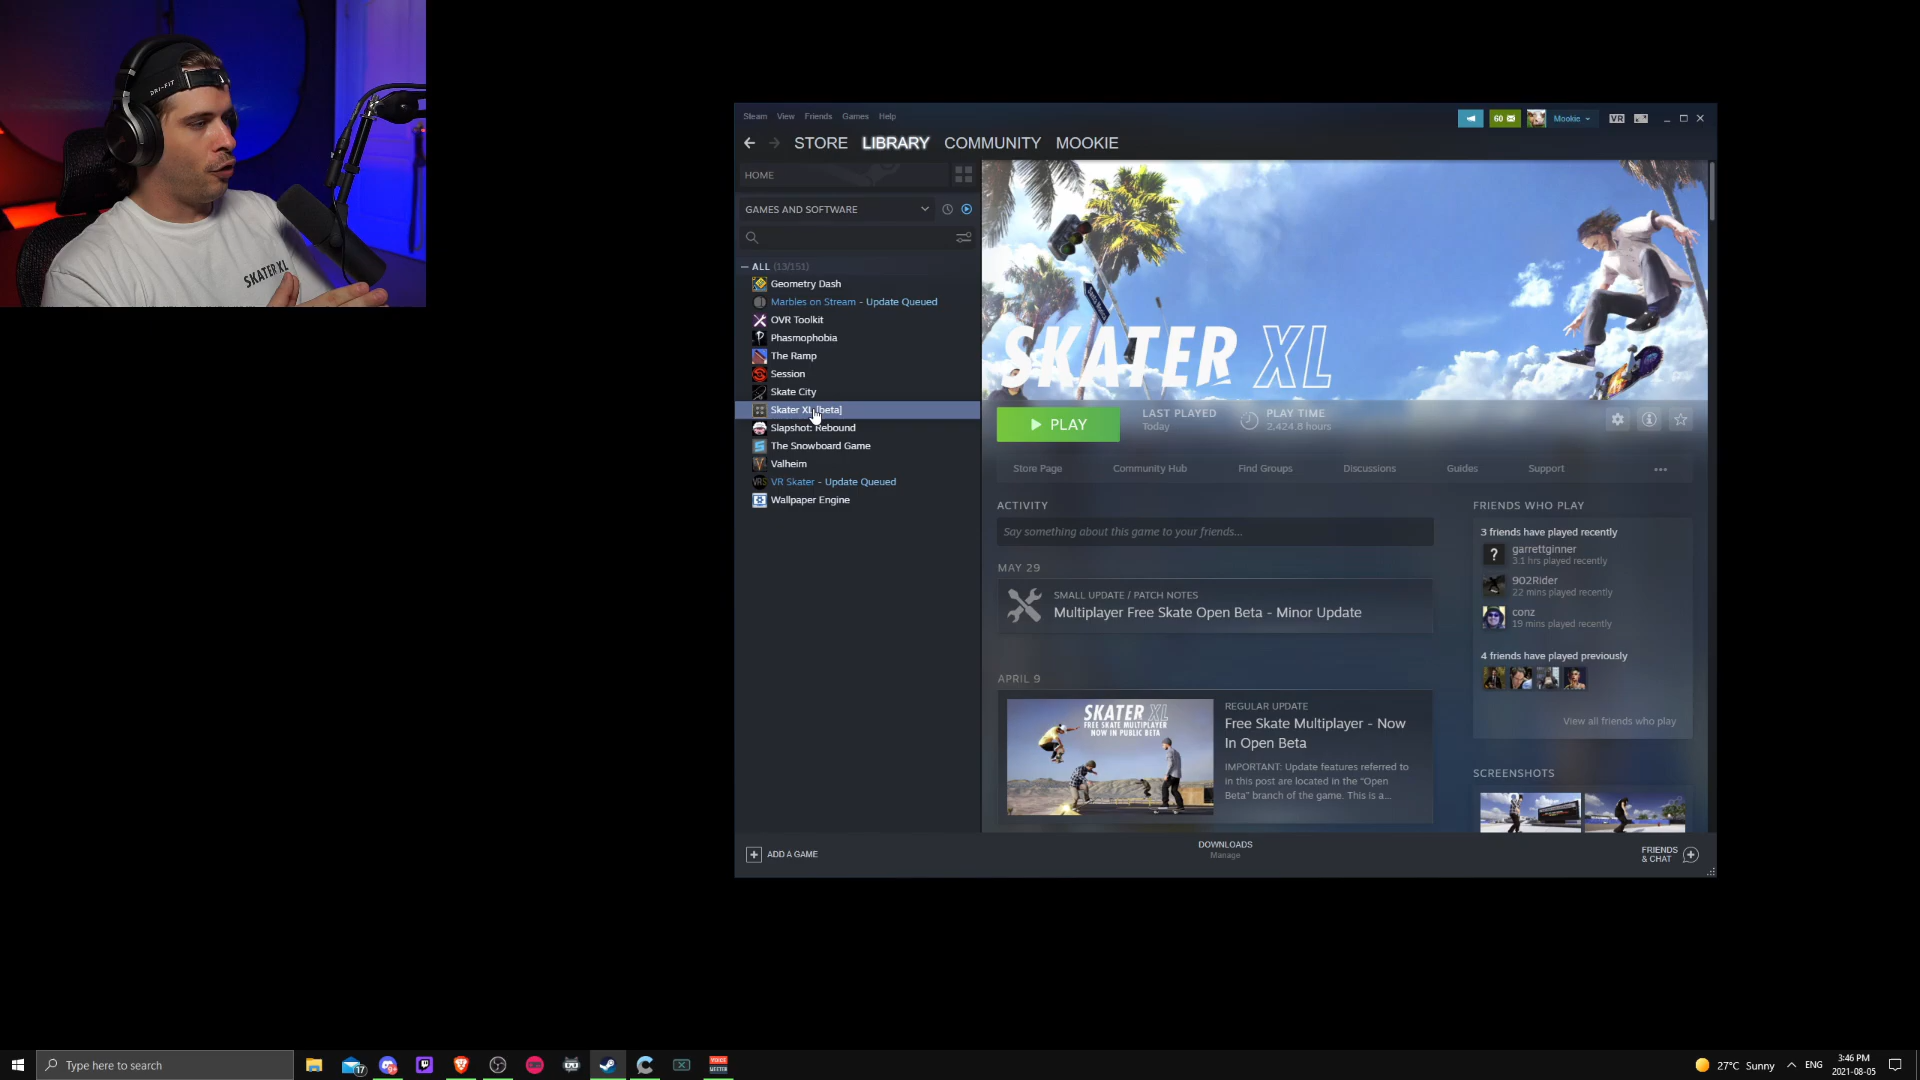 DRI-FIT
SKATER XL
Steam View Friends Games Help
60
Mookie
VR
STORE LIBRARY COMMUNITY MOOKIE
HOME
GAMES AND SOFTWARE
ALL (13/151)
Geometry Dash
Marbles on Stream - Update Queued
OVR Toolkit
Phasmophobia
The Ramp
Session
Skate City
Skater XL [beta]
Slapshot: Rebound
The Snowboard Game
Valheim
VRS
VR Skater - Update Queued
Wallpaper Engine
ADD A GAME
SKATER XL
PLAY
LAST PLAYED
Today
PLAY TIME
2,424.8 hours
Store Page Community Hub Find Groups Discussions Guides Support
ACTIVITY
Say something about this game to your friends...
MAY 29
SMALL UPDATE / PATCH NOTES
Multiplayer Free Skate Open Beta - Minor Update
APRIL 9
SKATER XL
FREE SKATE MULTIPLAYER
NOW IN PUBLIC BETA
REGULAR UPDATE
Free Skate Multiplayer - Now
In Open Beta
IMPORTANT: Update features referred to
in this post are located in the "Open
Beta" branch of the game. This is a...
FRIENDS WHO PLAY
3 friends have played recently
garrettginner
3.1 hrs played recently
902Rider
22 mins played recently
conz
19 mins played recently
4 friends have played previously
View all friends who play
SCREENSHOTS
DOWNLOADS
Manage
FRIENDS
& CHAT
Type here to search
17
VOICE
MEETER
27°C Sunny
ENG
3:46 PM
2021-08-05